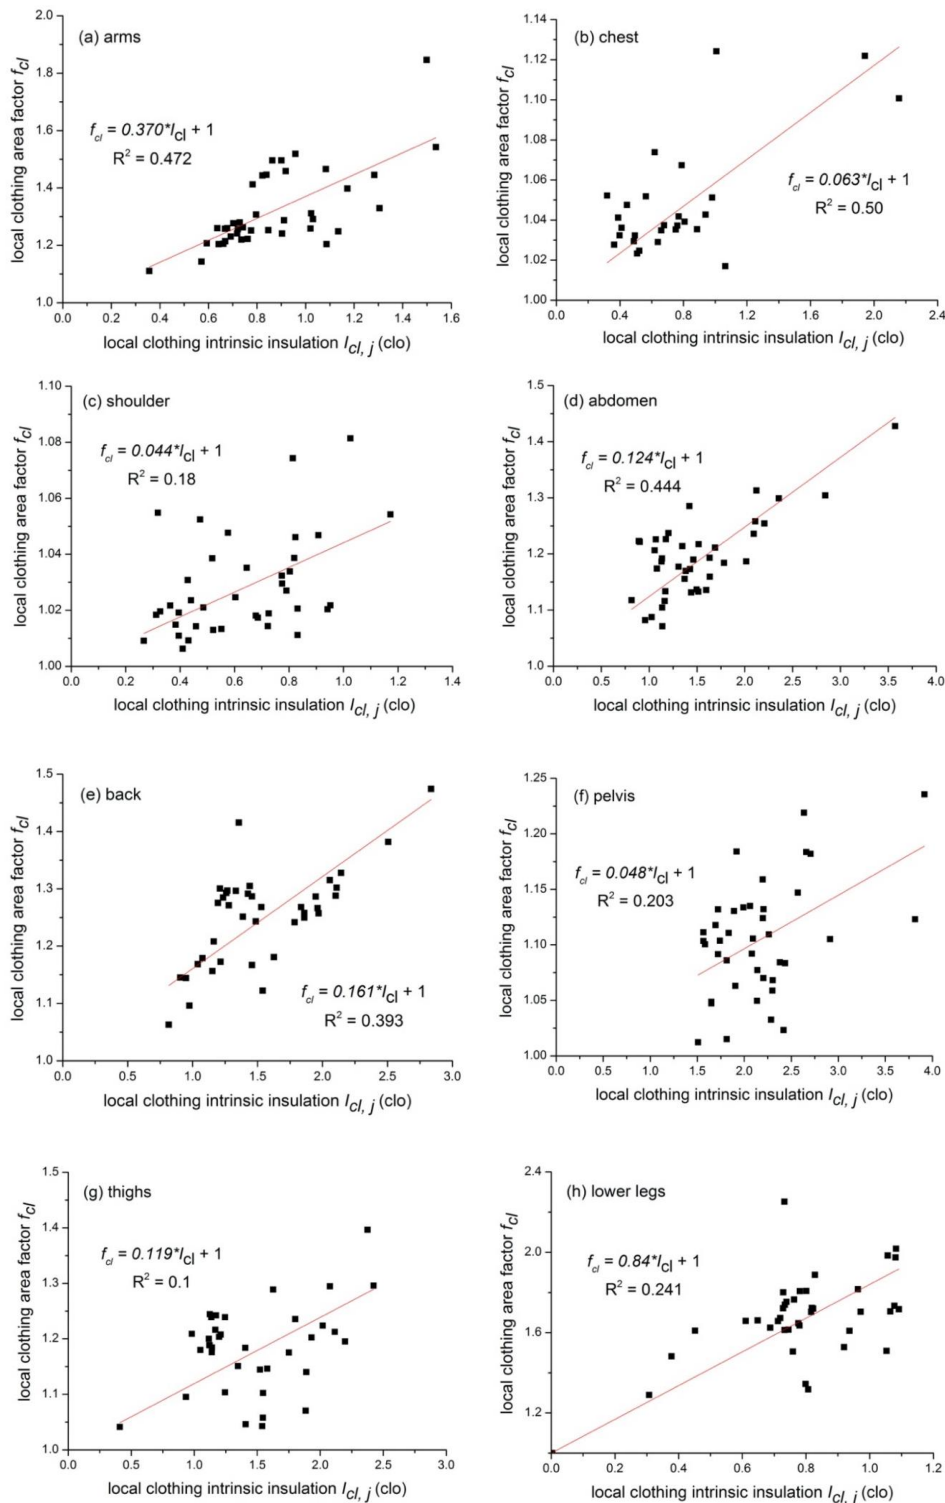 (a) arms
f_cl = 0.370*I_cl + 1
R² = 0.472
local clothing area factor f_cl
2.0
1.8
1.6
1.4
1.2
1.0
0.0 0.2 0.4 0.6 0.8 1.0 1.2 1.4 1.6
local clothing intrinsic insulation I_cl, j (clo)
(b) chest
f_cl = 0.063*I_cl + 1
R² = 0.50
local clothing area factor f_cl
1.14
1.12
1.10
1.08
1.06
1.04
1.02
1.00
0.0 0.4 0.8 1.2 1.6 2.0 2.4
local clothing intrinsic insulation I_cl, j (clo)
(c) shoulder
f_cl = 0.044*I_cl + 1
R² = 0.18
local clothing area factor f_cl
1.10
1.08
1.06
1.04
1.02
1.00
0.0 0.2 0.4 0.6 0.8 1.0 1.2 1.4
local clothing intrinsic insulation I_cl, j (clo)
(d) abdomen
f_cl = 0.124*I_cl + 1
R² = 0.444
local clothing area factor f_cl
1.5
1.4
1.3
1.2
1.1
1.0
0.0 0.5 1.0 1.5 2.0 2.5 3.0 3.5 4.0
local clothing intrinsic insulation I_cl, j (clo)
(e) back
f_cl = 0.161*I_cl + 1
R² = 0.393
local clothing area factor f_cl
1.5
1.4
1.3
1.2
1.1
1.0
0.0 0.5 1.0 1.5 2.0 2.5 3.0
local clothing intrinsic insulation I_cl, j (clo)
(f) pelvis
f_cl = 0.048*I_cl + 1
R² = 0.203
local clothing area factor f_cl
1.25
1.20
1.15
1.10
1.05
1.00
0.0 0.5 1.0 1.5 2.0 2.5 3.0 3.5 4.0
local clothing intrinsic insulation I_cl, j (clo)
(g) thighs
f_cl = 0.119*I_cl + 1
R² = 0.1
local clothing area factor f_cl
1.5
1.4
1.3
1.2
1.1
1.0
0.0 0.5 1.0 1.5 2.0 2.5 3.0
local clothing intrinsic insulation I_cl, j (clo)
(h) lower legs
f_cl = 0.84*I_cl + 1
R² = 0.241
local clothing area factor f_cl
2.4
2.0
1.6
1.2
1.0
0.0 0.2 0.4 0.6 0.8 1.0 1.2
local clothing intrinsic insulation I_cl, j (clo)